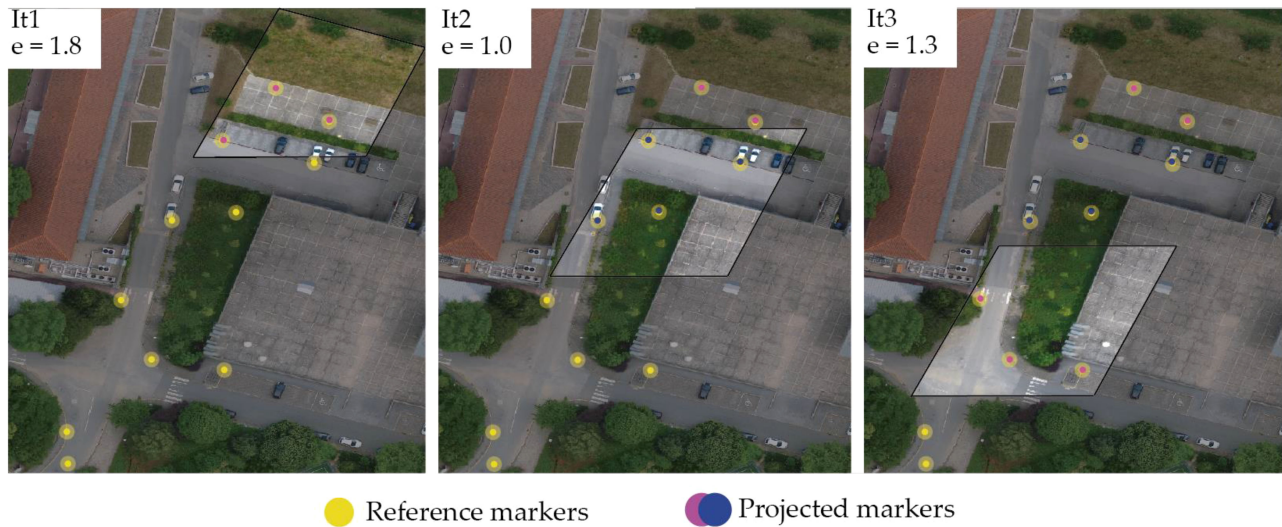 It1
e = 1.8
It2
e = 1.0
It3
e = 1.3
Reference markers
Projected markers